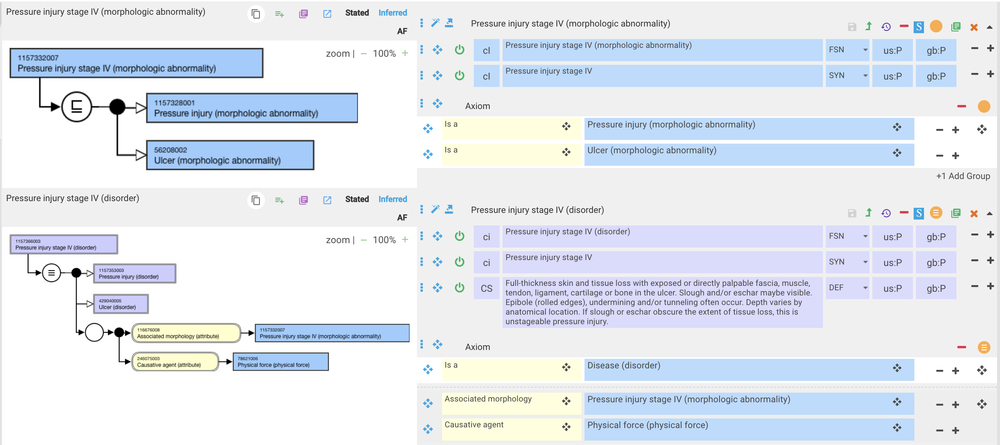 Pressure injury stage IV (morphologic abnormality)
Stated Inferred
AF
zoom | − 100% +
1157332007
Pressure injury stage IV (morphologic abnormality)
⊑
1157328001
Pressure injury (morphologic abnormality)
56208002
Ulcer (morphologic abnormality)
Pressure injury stage IV (morphologic abnormality)
S
cI Pressure injury stage IV (morphologic abnormality) FSN us:P gb:P − +
cI Pressure injury stage IV SYN us:P gb:P − +
Axiom
Is a Pressure injury (morphologic abnormality) − +
Is a Ulcer (morphologic abnormality) − +
+1 Add Group
Pressure injury stage IV (disorder)
Stated Inferred
AF
zoom | − 100% +
1157366003
Pressure injury stage IV (disorder)
≡
1157353003
Pressure injury (disorder)
429040005
Ulcer (disorder)
116676008
Associated morphology (attribute)
1157332007
Pressure injury stage IV (morphologic abnormality)
246075003
Causative agent (attribute)
78621006
Physical force (physical force)
Pressure injury stage IV (disorder)
S
ci Pressure injury stage IV (disorder) FSN us:P gb:P − +
ci Pressure injury stage IV SYN us:P gb:P − +
CS Full-thickness skin and tissue loss with exposed or directly palpable fascia, muscle, DEF us:P gb:P − +
tendon, ligament, cartilage or bone in the ulcer. Slough and/or eschar maybe visible.
Epibole (rolled edges), undermining and/or tunneling often occur. Depth varies by
anatomical location. If slough or eschar obscure the extent of tissue loss, this is
unstageable pressure injury.
Axiom
Is a Disease (disorder) − +
Associated morphology Pressure injury stage IV (morphologic abnormality) − +
Causative agent Physical force (physical force) − +